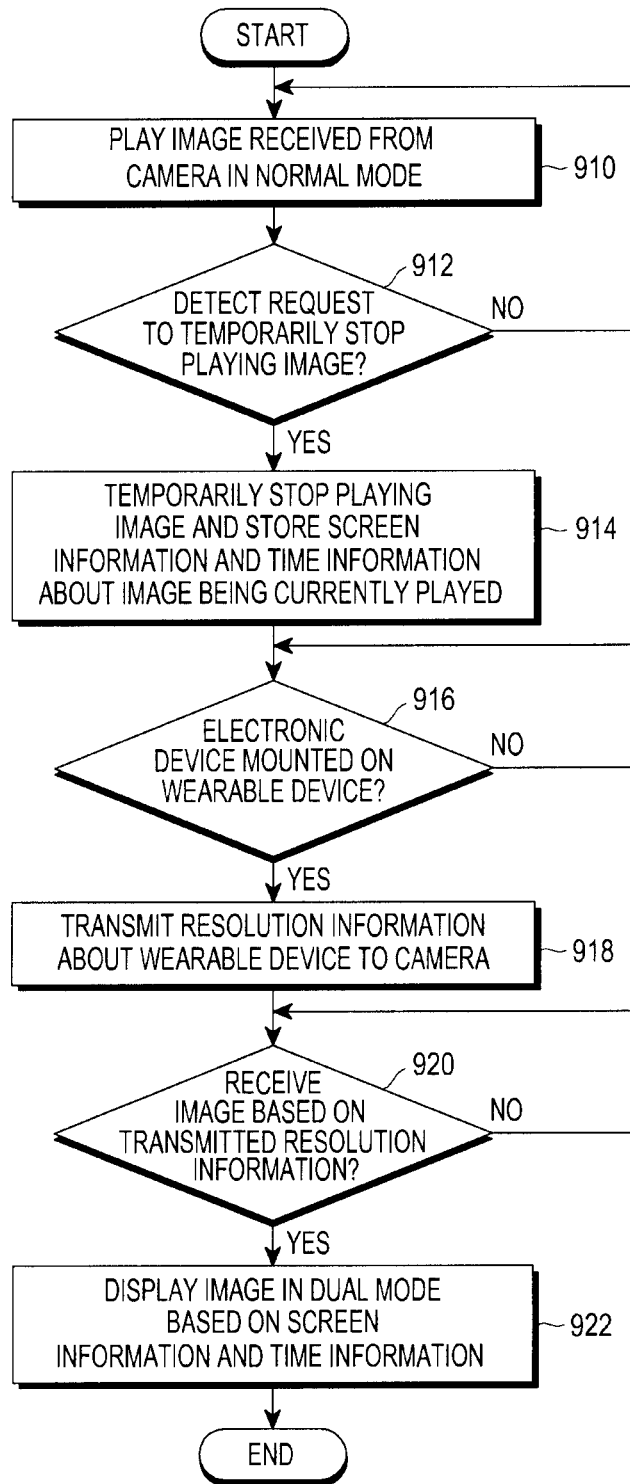 START
PLAY IMAGE RECEIVED FROM
CAMERA IN NORMAL MODE
910
912
DETECT REQUEST
TO TEMPORARILY STOP
PLAYING IMAGE?
NO
YES
TEMPORARILY STOP PLAYING
IMAGE AND STORE SCREEN
INFORMATION AND TIME INFORMATION
ABOUT IMAGE BEING CURRENTLY PLAYED
914
916
ELECTRONIC
DEVICE MOUNTED ON
WEARABLE DEVICE?
NO
YES
TRANSMIT RESOLUTION INFORMATION
ABOUT WEARABLE DEVICE TO CAMERA
918
920
RECEIVE
IMAGE BASED ON
TRANSMITTED RESOLUTION
INFORMATION?
NO
YES
DISPLAY IMAGE IN DUAL MODE
BASED ON SCREEN
INFORMATION AND TIME INFORMATION
922
END